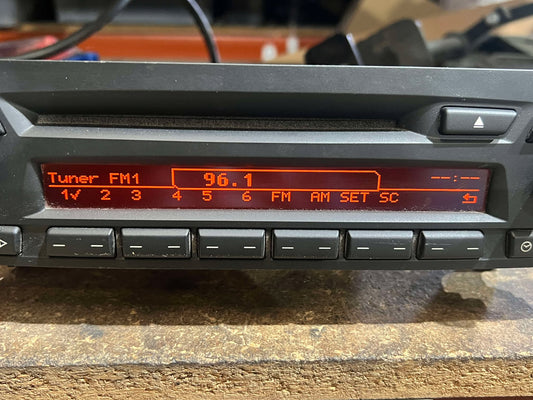 Tuner FM1 96.1 --:--
1✓ 2 3 4 5 6 FM AM SET SC